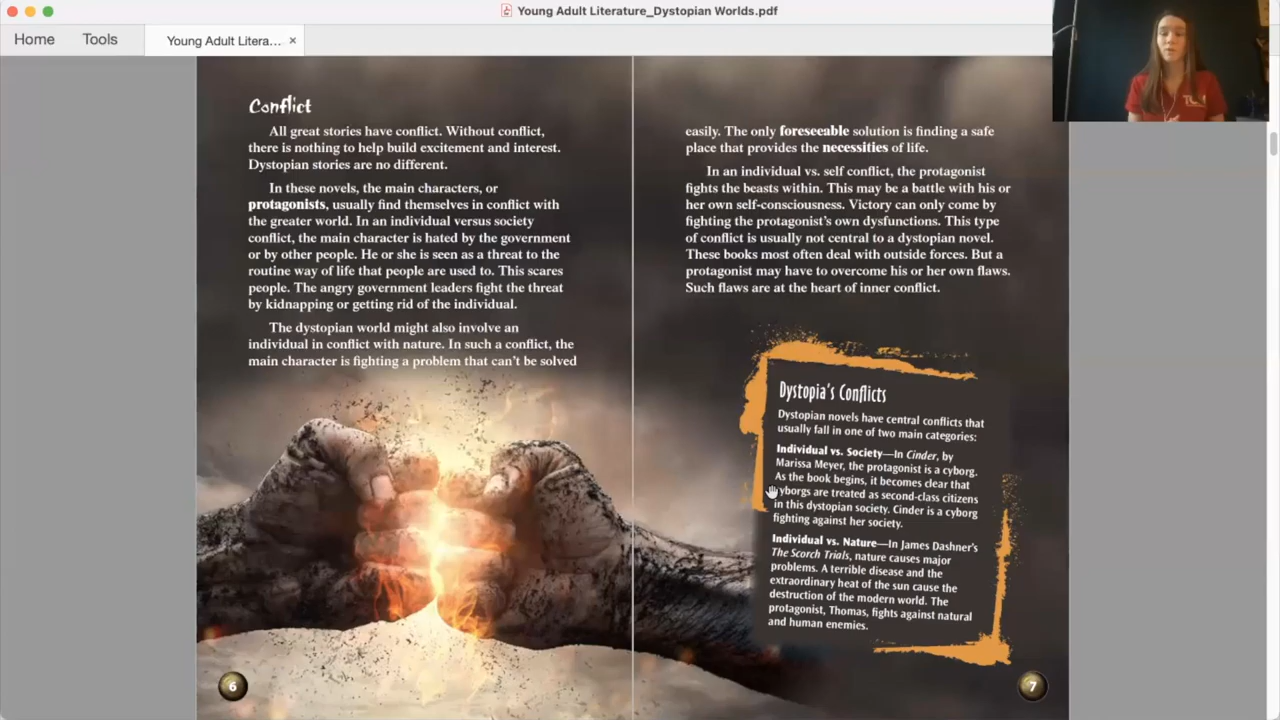 Young Adult Literature_Dystopian Worlds.pdf
Home
Tools
Young Adult Litera...
Conflict
All great stories have conflict. Without conflict,
there is nothing to help build excitement and interest.
Dystopian stories are no different.
In these novels, the main characters, or
protagonists, usually find themselves in conflict with
the greater world. In an individual versus society
conflict, the main character is hated by the government
or by other people. He or she is seen as a threat to the
routine way of life that people are used to. This scares
people. The angry government leaders fight the threat
by kidnapping or getting rid of the individual.
The dystopian world might also involve an
individual in conflict with nature. In such a conflict, the
main character is fighting a problem that can't be solved
6
easily. The only foreseeable solution is finding a safe
place that provides the necessities of life.
In an individual vs. self conflict, the protagonist
fights the beasts within. This may be a battle with his or
her own self-consciousness. Victory can only come by
fighting the protagonist's own dysfunctions. This type
of conflict is usually not central to a dystopian novel.
These books most often deal with outside forces. But a
protagonist may have to overcome his or her own flaws.
Such flaws are at the heart of inner conflict.
Dystopia's Conflicts
Dystopian novels have central conflicts that
usually fall in one of two main categories:
Individual vs. Society—In Cinder, by
Marissa Meyer, the protagonist is a cyborg.
As the book begins, it becomes clear that
cyborgs are treated as second-class citizens
in this dystopian society. Cinder is a cyborg
fighting against her society.
Individual vs. Nature—In James Dashner's
The Scorch Trials, nature causes major
problems. A terrible disease and the
extraordinary heat of the sun cause the
destruction of the modern world. The
protagonist, Thomas, fights against natural
and human enemies.
7